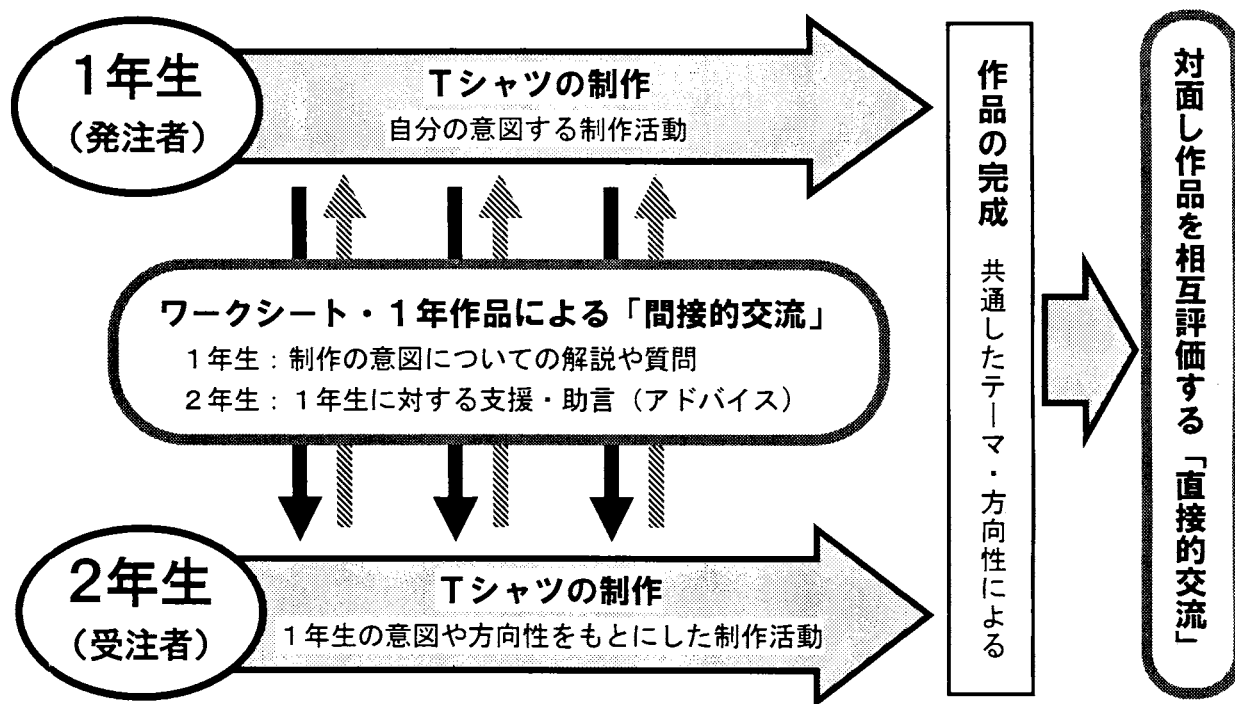 1年生
(発注者)
Tシャツの制作
自分の意図する制作活動
ワークシート・1年作品による「間接的交流」
1年生：制作の意図についての解説や質問
2年生：1年生に対する支援・助言（アドバイス）
2年生
(受注者)
Tシャツの制作
1年生の意図や方向性をもとにした制作活動
作品の完成 共通したテーマ・方向性による
対面し作品を相互評価する「直接的交流」